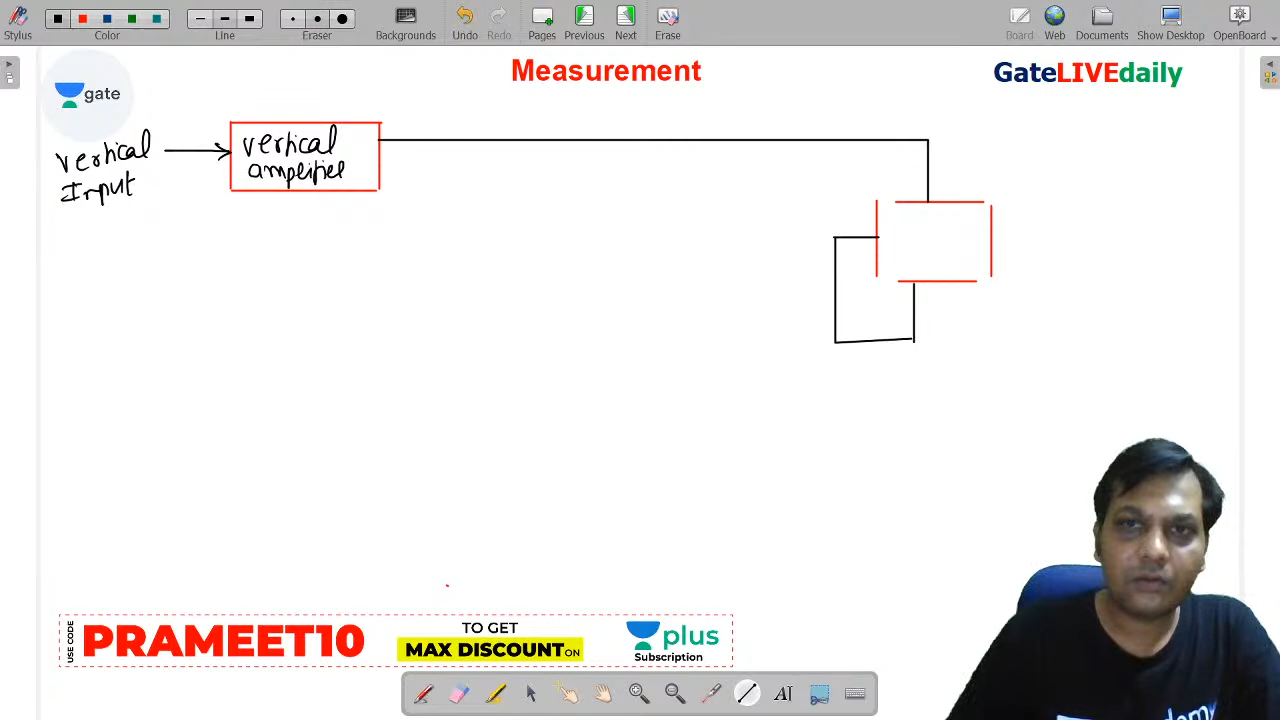 Stylus
Color
Line
Eraser
Backgrounds
Undo
Redo
Pages
Previous
Next
Erase
Board
Web
Documents
Show Desktop
OpenBoard
gate
Measurement
GateLIVEdaily
vertical
Input
vertical
amplifier
USE CODE
PRAMEET10
TO GET
MAX DISCOUNT ON
plus
Subscription